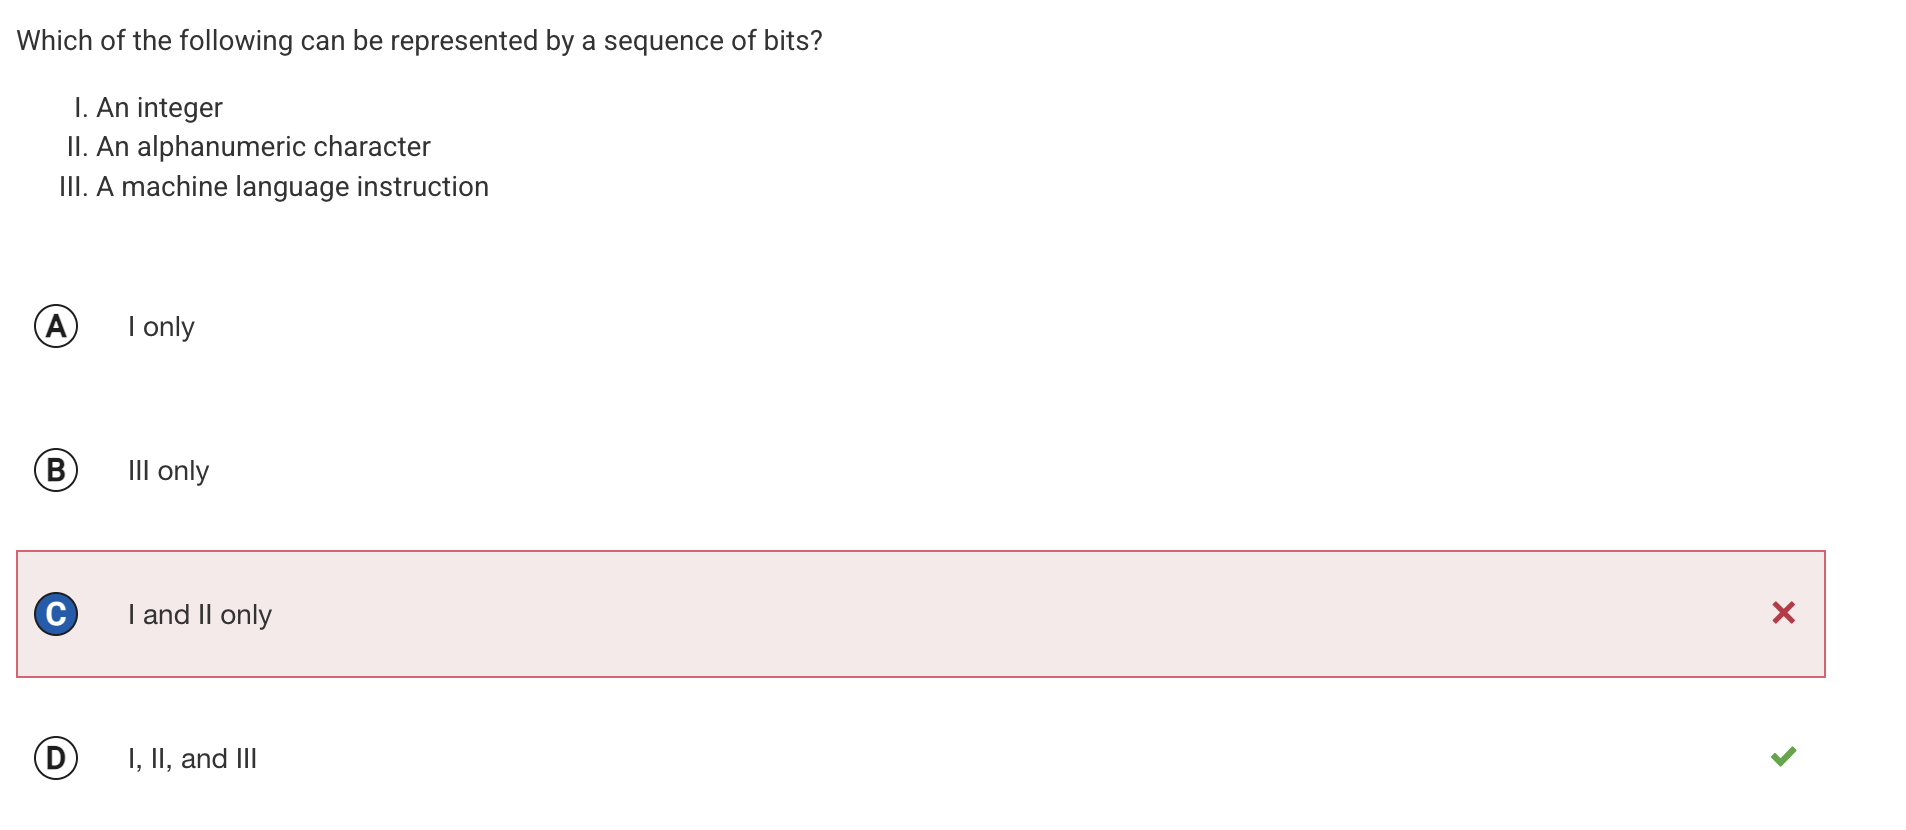 Which of the following can be represented by a sequence of bits?
I. An integer
II. An alphanumeric character
III. A machine language instruction
A I only
B III only
C I and II only
D I, II, and III